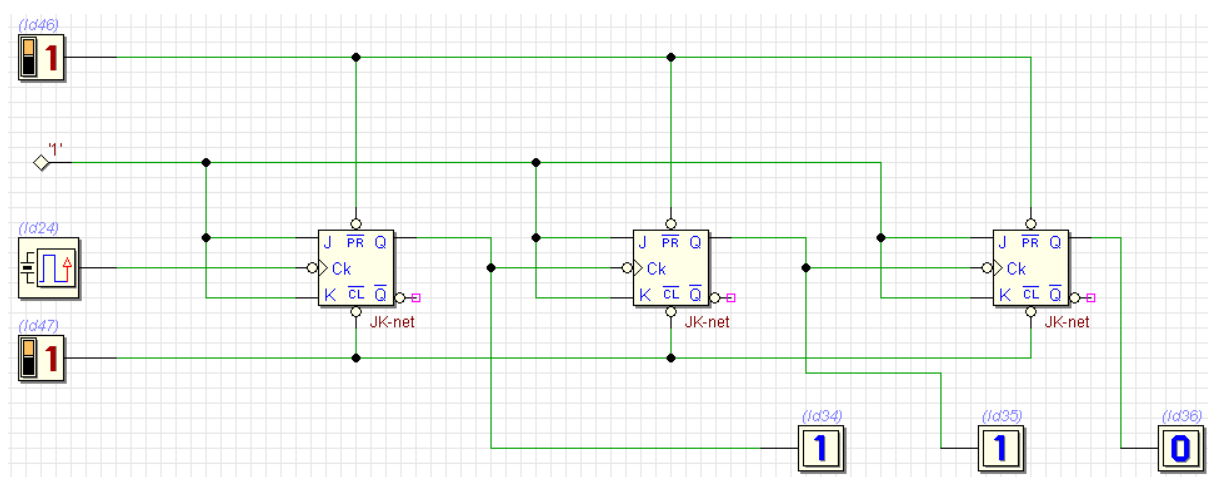 (Id46)
1
'1'
(Id24)
J PR Q
Ck
K CL Q
JK-net
J PR Q
Ck
K CL Q
JK-net
J PR Q
Ck
K CL Q
JK-net
(Id47)
1
(Id34)
1
(Id35)
1
(Id36)
0